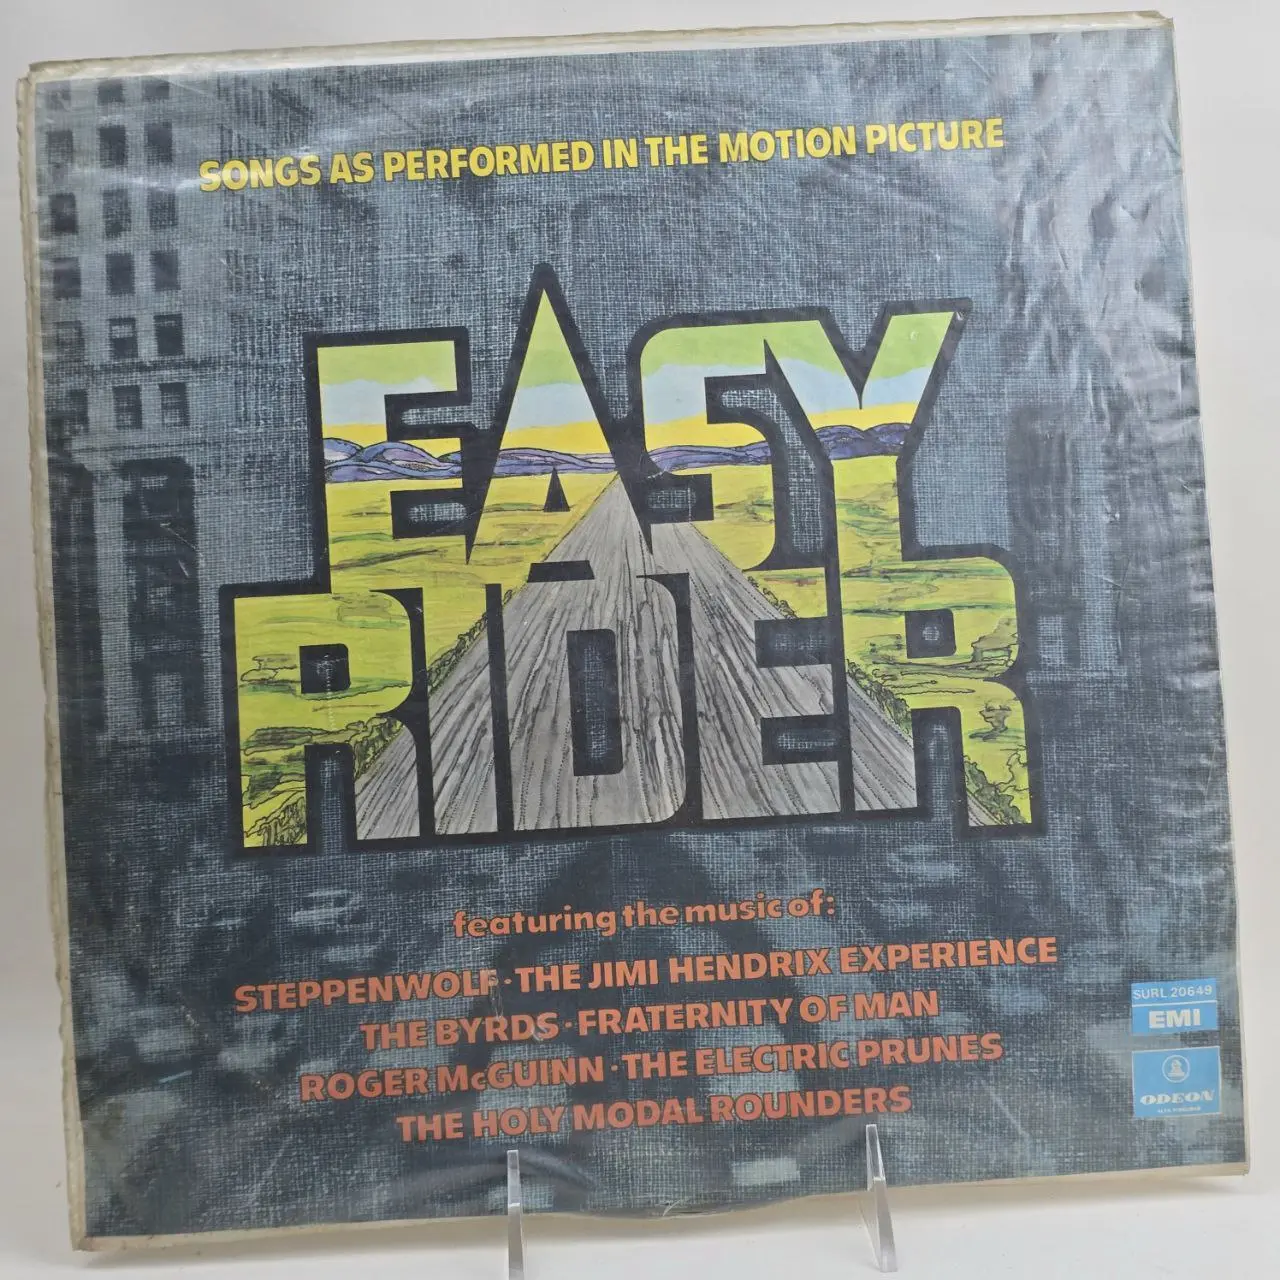 SONGS AS PERFORMED IN THE MOTION PICTURE
EASY
RIDER
featuring the music of:
STEPPENWOLF · THE JIMI HENDRIX EXPERIENCE
THE BYRDS · FRATERNITY OF MAN
ROGER McGUINN · THE ELECTRIC PRUNES
THE HOLY MODAL ROUNDERS
SURL 20649
EMI
ODEON